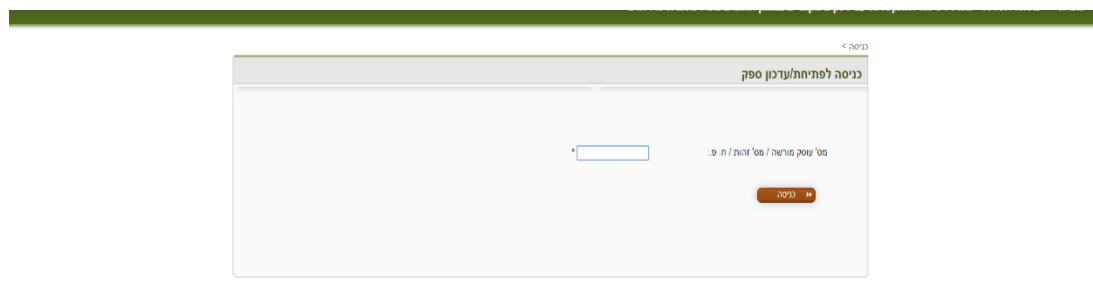 כניסה >
כניסה לפתיחת/עדכון ספק
מס' עוסק מורשה / מס' זהות / ח. פ.: *
כניסה